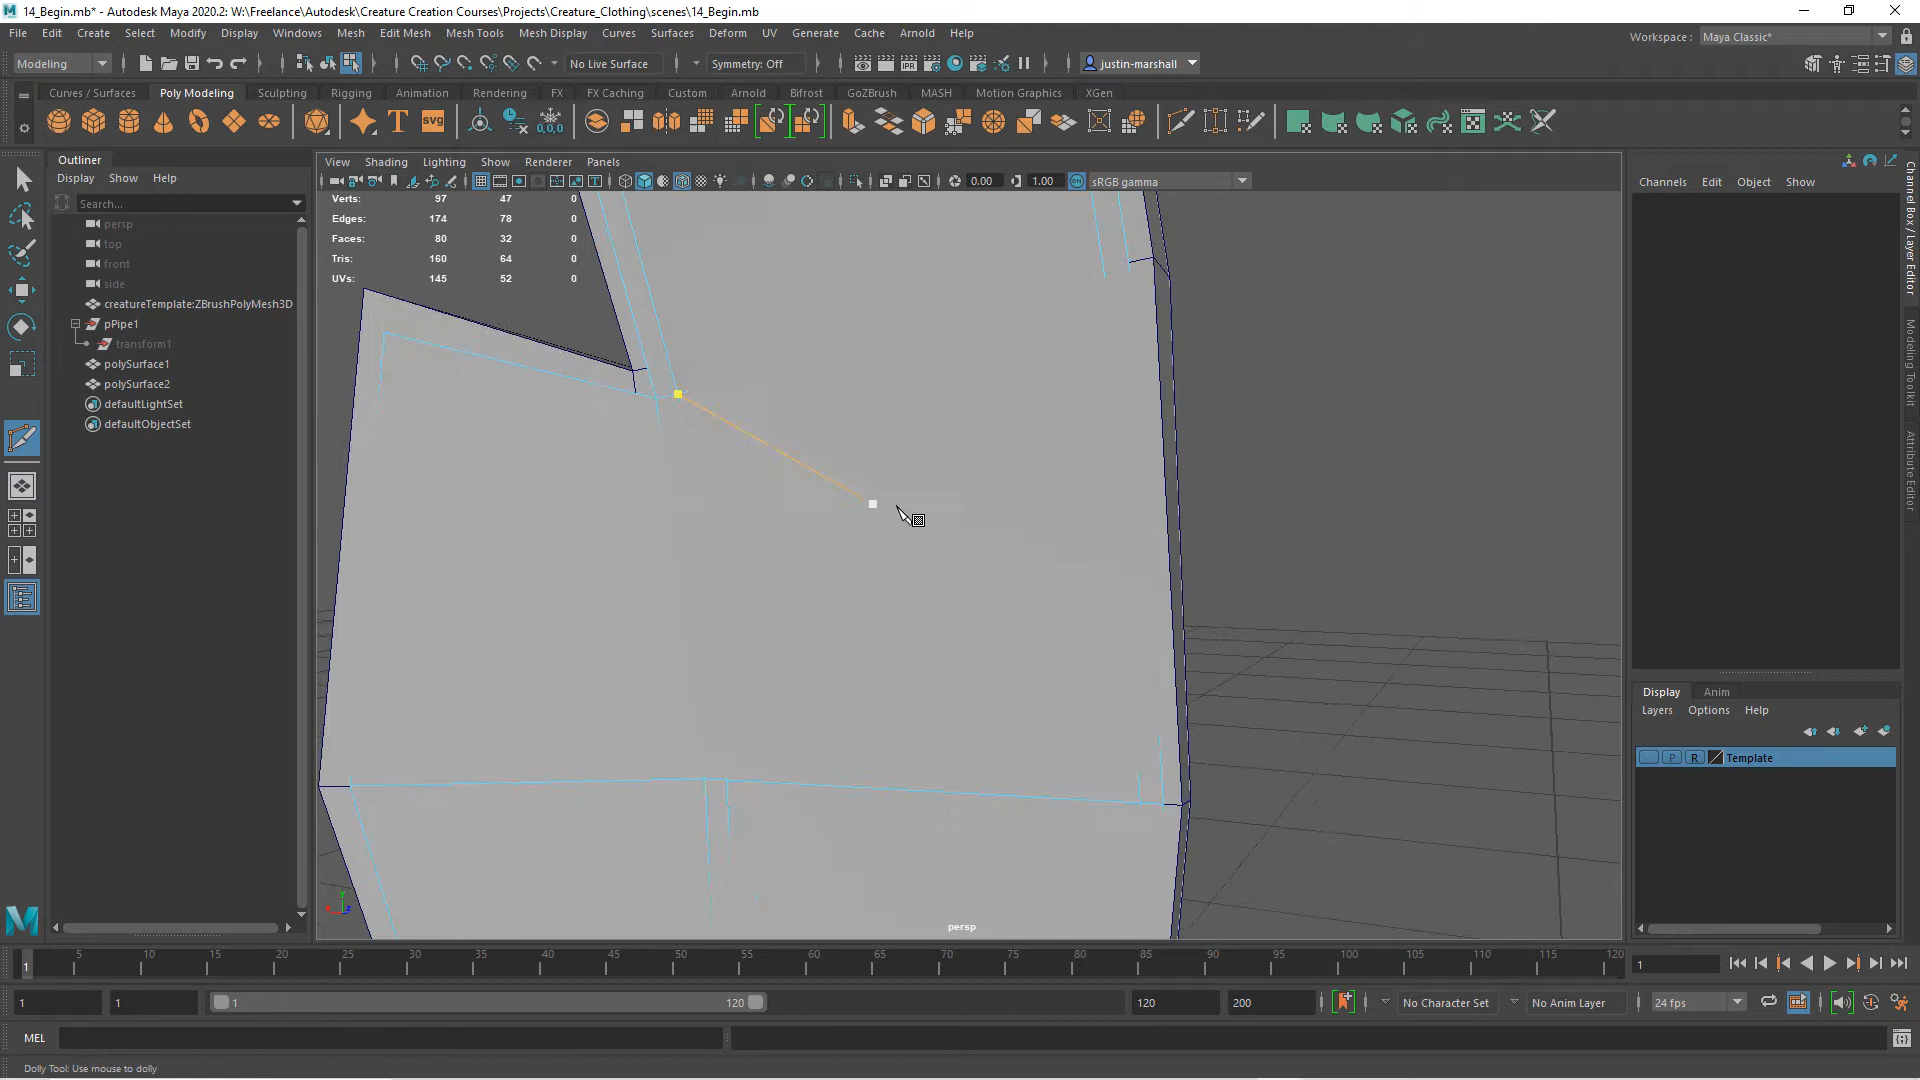 14_Begin.mb* - Autodesk Maya 2020.2: W:\Freelance\Autodesk\Creature Creation Courses\Projects\Creature_Clothing\scenes\14_Begin.mb
File Edit Create Select Modify Display Windows Mesh Edit Mesh Mesh Tools Mesh Display Curves Surfaces Deform UV Generate Cache Arnold Help
Workspace : Maya Classic*
Modeling
No Live Surface
Symmetry: Off
justin-marshall
Curves / Surfaces Poly Modeling Sculpting Rigging Animation Rendering FX FX Caching Custom Arnold Bifrost GoZBrush MASH Motion Graphics XGen
Outliner
Display Show Help
Search...
persp
top
front
side
creatureTemplate:ZBrushPolyMesh3D
pPipe1
transform1
polySurface1
polySurface2
defaultLightSet
defaultObjectSet
View Shading Lighting Show Renderer Panels
0.00 1.00 sRGB gamma
Verts: 97 47 0
Edges: 174 78 0
Faces: 80 32 0
Tris: 160 64 0
UVs: 145 52 0
persp
Channels Edit Object Show
Channel Box / Layer Editor
Modeling Toolkit
Attribute Editor
Display Anim
Layers Options Help
P R Template
1 5 10 15 20 25 30 35 40 45 50 55 60 65 70 75 80 85 90 95 100 105 110 115 120
1
1 1 1 120 120 200 No Character Set No Anim Layer 24 fps
MEL
Dolly Tool: Use mouse to dolly